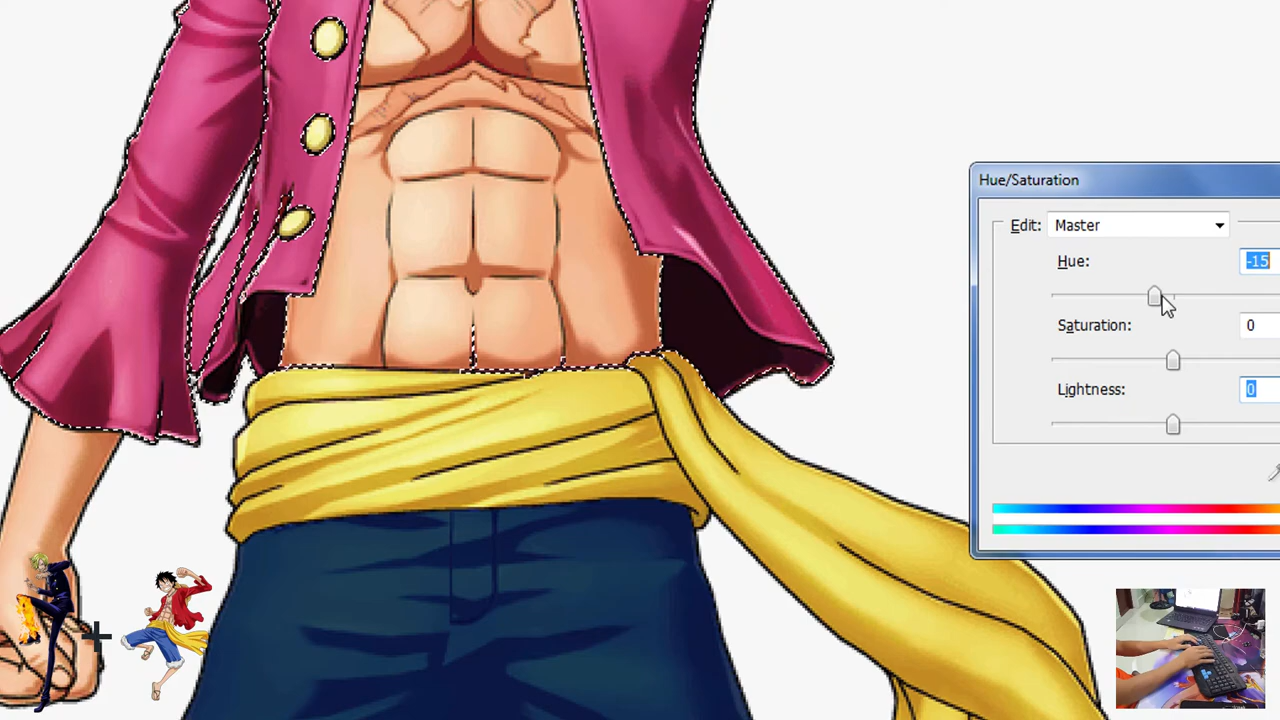 Hue/Saturation
Edit: Master
Hue: -15
Saturation: 0
Lightness: 0